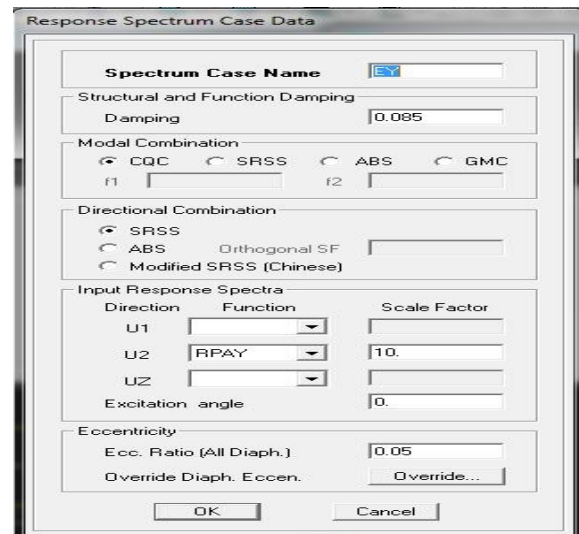 Response Spectrum Case Data
Spectrum Case Name EY
Structural and Function Damping
Damping 0.085
Modal Combination
CQC SRSS ABS GMC
f1 f2
Directional Combination
SRSS
ABS Orthogonal SF
Modified SRSS (Chinese)
Input Response Spectra
Direction Function Scale Factor
U1
U2 RPAY 10.
UZ
Excitation angle 0.
Eccentricity
Ecc. Ratio (All Diaph.) 0.05
Override Diaph. Eccen. Override...
OK Cancel